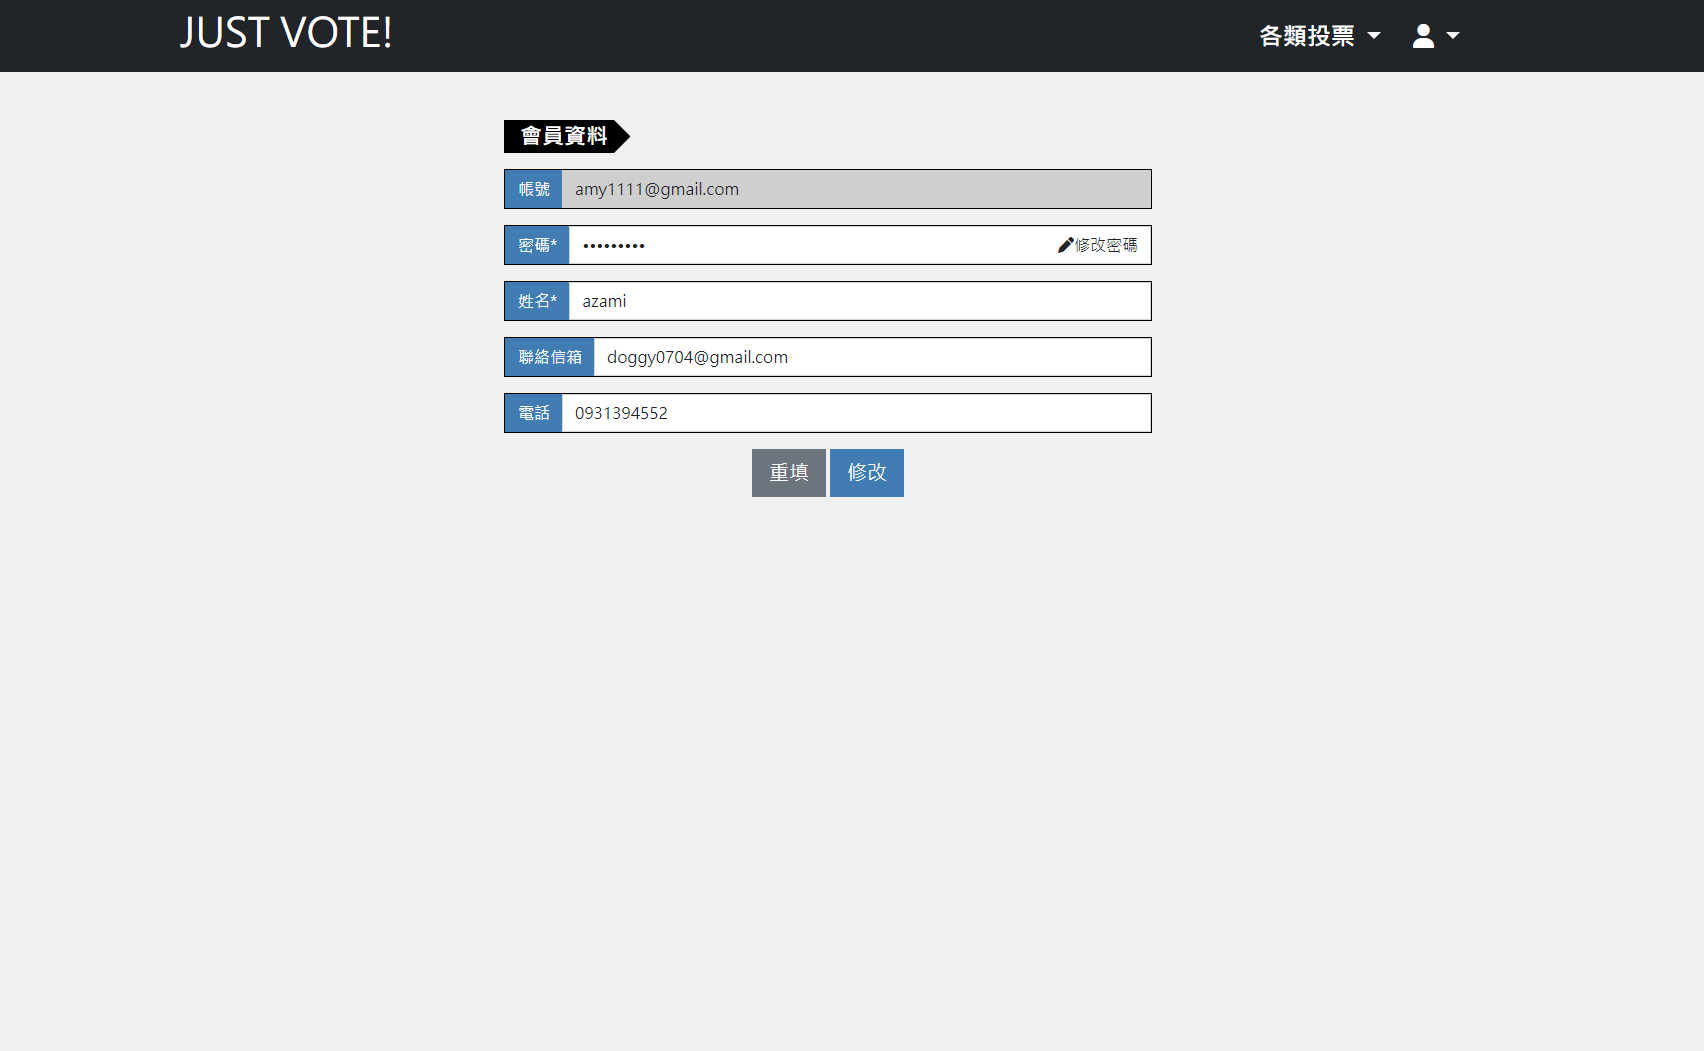 JUST VOTE!
各類投票
會員資料
帳號 amy1111@gmail.com
密碼* ••••••••• 修改密碼
姓名* azami
聯絡信箱 doggy0704@gmail.com
電話 0931394552
重填 修改